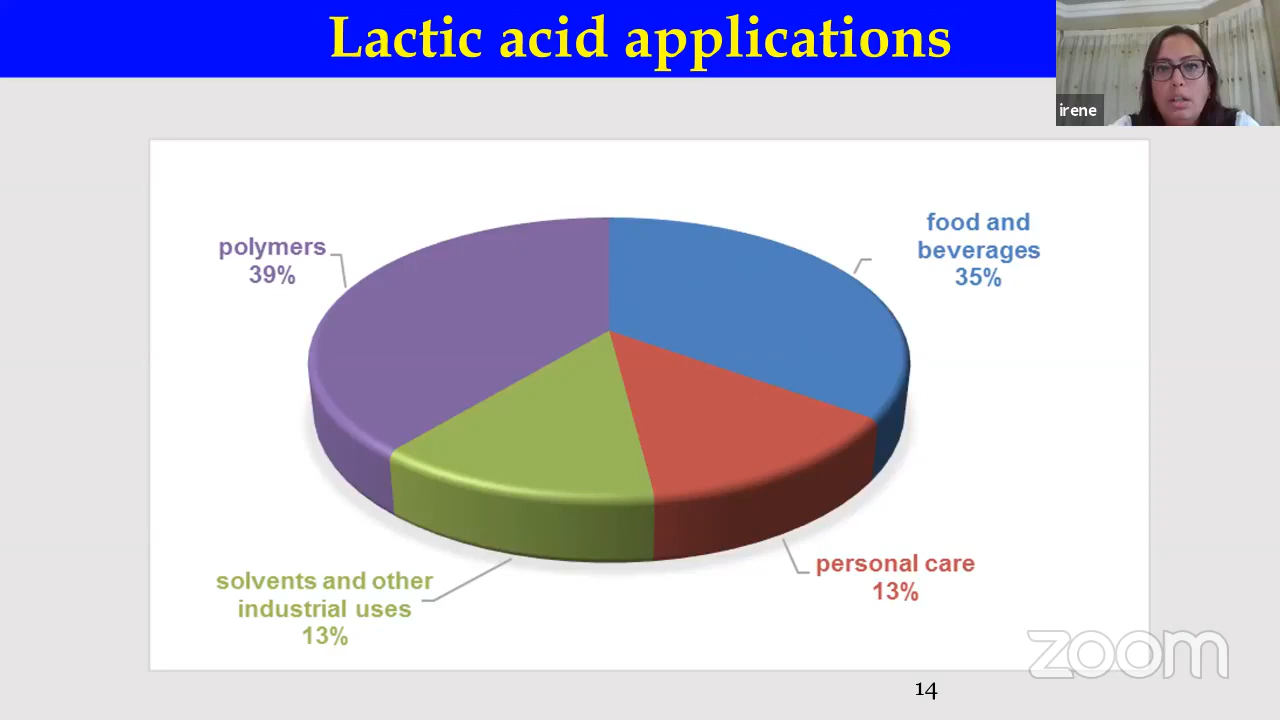 Lactic acid applications
irene
polymers
39%
food and
beverages
35%
solvents and other
industrial uses
13%
personal care
13%
zoom
14